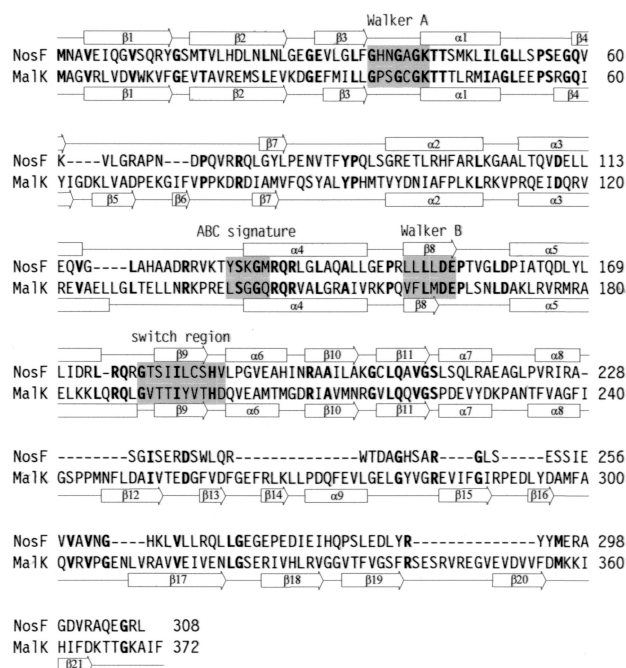 Walker A
β1 β2 β3 α1 β4
NosF MNAVEIQGVSQRYGSMTVLHDLNLNLGEGEVLGLFGHNGAGKTTSMKLILGLLSPSEGQV 60
MalK MAGVRLVDVWKVFGEVTAVREMSLEVKDGEFMILLGPSGCGKTTTLRMIAGLEEPSRGQI 60
β1 β2 β3 α1 β4
β7 α2 α3
NosF K----VLGRAPN---DPQVRRQLGYLPENVTFYPQLSGRETLRHFARLKGAALTQVDELL 113
MalK YIGDKLVADPEKGIFVPPKDRDIAMVFQSYALYPHMTVYDNIAFPLKLRKVPRQEIDQRV 120
β5 β6 β7 α2 α3
ABC signature Walker B
α4 β8 α5
NosF EQVG----LAHAADRRVKTYSKGMRQRLGLAQALLGEPRLLLLDEPTVGLDPIATQDLYL 169
MalK REVAELLGLTELLNRKPRELSGGQRQRVALGRAIVRKPQVFLMDEPLSNLDAKLRVRMRA 180
α4 β8 α5
switch region
β9 α6 β10 β11 α7 α8
NosF LIDRL-RQRGTSIILCSHVLPGVEAHINRAAILAKGCLQAVGSLSQLRAEAGLPVRIRA- 228
MalK ELKKLQRQLGVTTIYVTHDQVEAMTMGDRIAVMNRGVLQQVGSPDEVYDKPANTFVAGFI 240
β9 α6 β10 β11 α7 α8
NosF --------SGISERDSWLQR--------------WTDAGHSAR----GLS-----ESSIE 256
MalK GSPPMNFLDAIVTEDGFVDFGEFRLKLLPDQFEVLGELGYVGREVIFGIRPEDLYDAMFA 300
β12 β13 β14 α9 β15 β16
NosF VVAVNG----HKLVLLRQLLGEGEPEDIEIHQPSLEDLYR--------------YYMERA 298
MalK QVRVPGENLVRAVVEIVENLGSERIVHLRVGGVTFVGSFRSESRVREGVEVDVVFDMKKI 360
β17 β18 β19 β20
NosF GDVRAQEGRL 308
MalK HIFDKTTGKAIF 372
β21